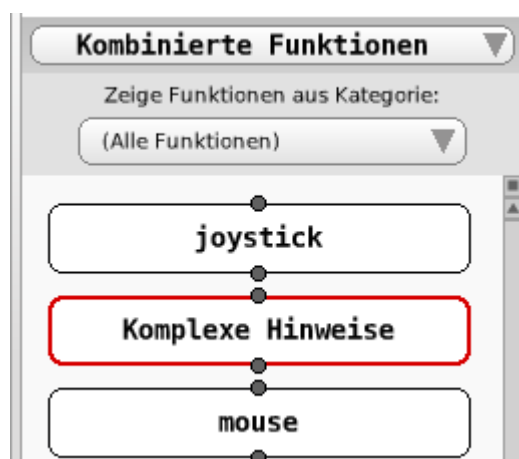 Kombinierte Funktionen
Zeige Funktionen aus Kategorie:
(Alle Funktionen)
joystick
Komplexe Hinweise
mouse